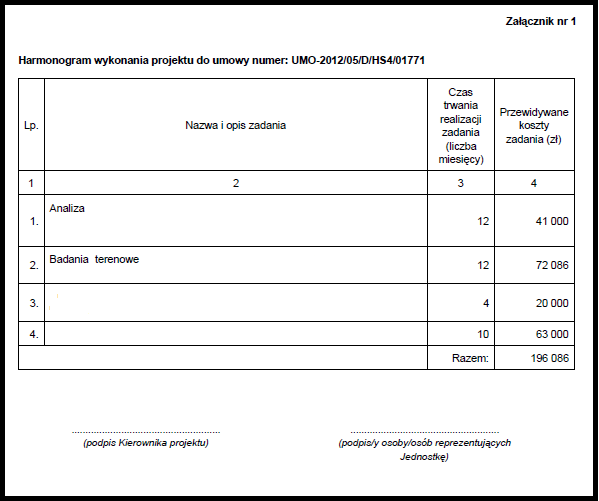 Załącznik nr 1
Harmonogram wykonania projektu do umowy numer: UMO-2012/05/D/HS4/01771
Lp.
Nazwa i opis zadania
Czas
trwania
realizacji
zadania
(liczba
miesięcy)
Przewidywane
koszty
zadania (zł)
1 2 3 4
1. Analiza 12 41 000
2. Badania terenowe 12 72 086
3. 4 20 000
4. 10 63 000
Razem: 196 086
(podpis Kierownika projektu)
(podpis/y osoby/osób reprezentujących
Jednostkę)